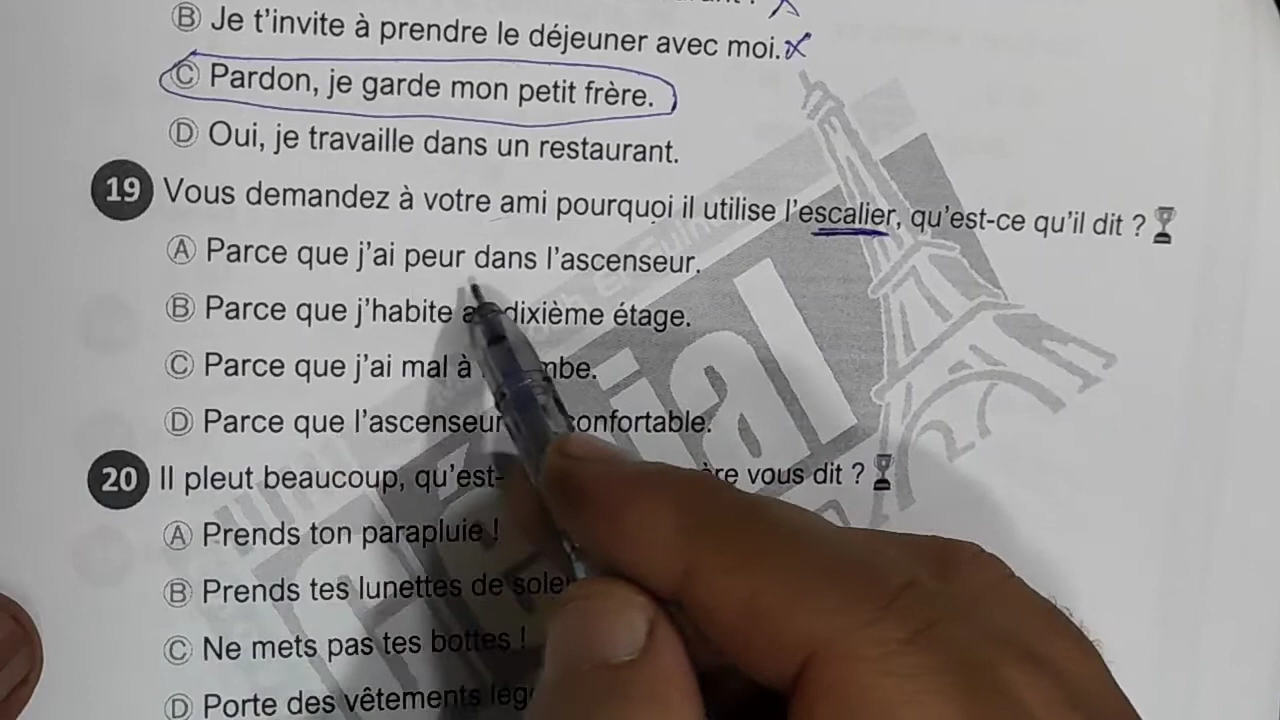 B Je t'invite à prendre le déjeuner avec moi.
C Pardon, je garde mon petit frère.
D Oui, je travaille dans un restaurant.
19 Vous demandez à votre ami pourquoi il utilise l'escalier, qu'est-ce qu'il dit ?
A Parce que j'ai peur dans l'ascenseur.
B Parce que j'habite dixième étage.
C Parce que j'ai mal à
D Parce que l'ascenseur confortable.
20 Il pleut beaucoup, qu'est- vous dit ?
A Prends ton parapluie !
B Prends tes lunettes de
C Ne mets pas tes bottes !
D Porte des vêtements